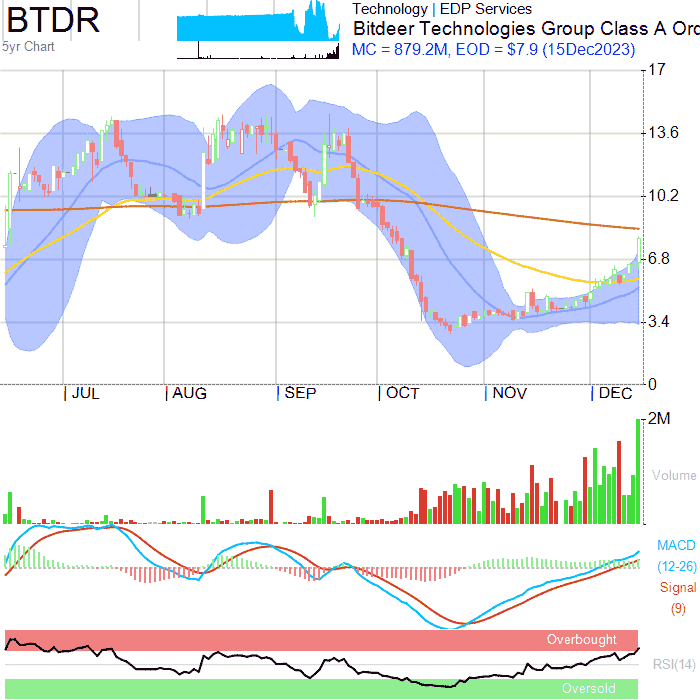 BTDR
5yr Chart
Technology | EDP Services
Bitdeer Technologies Group Class A Ord
MC = 879.2M, EOD = $7.9 (15Dec2023)
17
13.6
10.2
6.8
3.4
0
| JUL | AUG | SEP | OCT | NOV | DEC
2M
Volume
MACD
(12-26)
Signal
(9)
Overbought
RSI(14)
Oversold